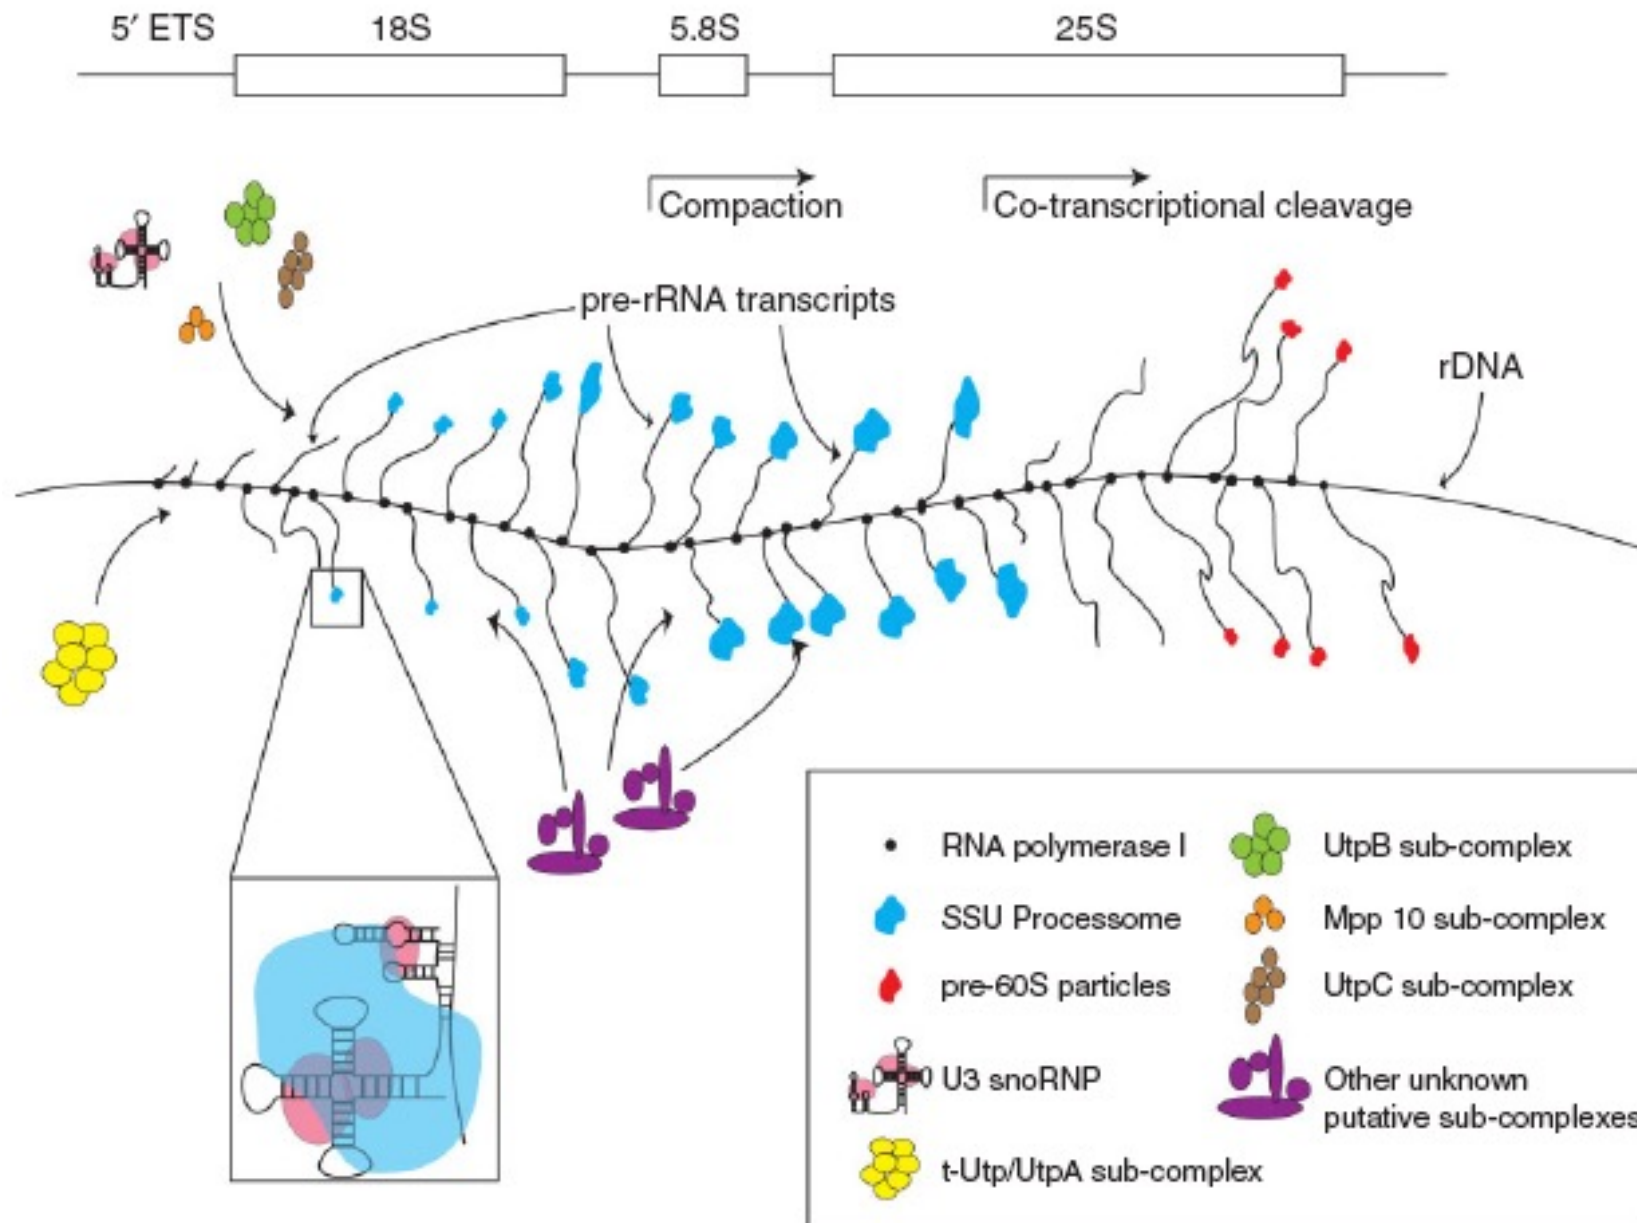 5′ ETS 18S 5.8S 25S
Compaction
Co-transcriptional cleavage
pre-rRNA transcripts
rDNA
RNA polymerase I
SSU Processome
pre-60S particles
U3 snoRNP
t-Utp/UtpA sub-complex
UtpB sub-complex
Mpp 10 sub-complex
UtpC sub-complex
Other unknown
putative sub-complexes